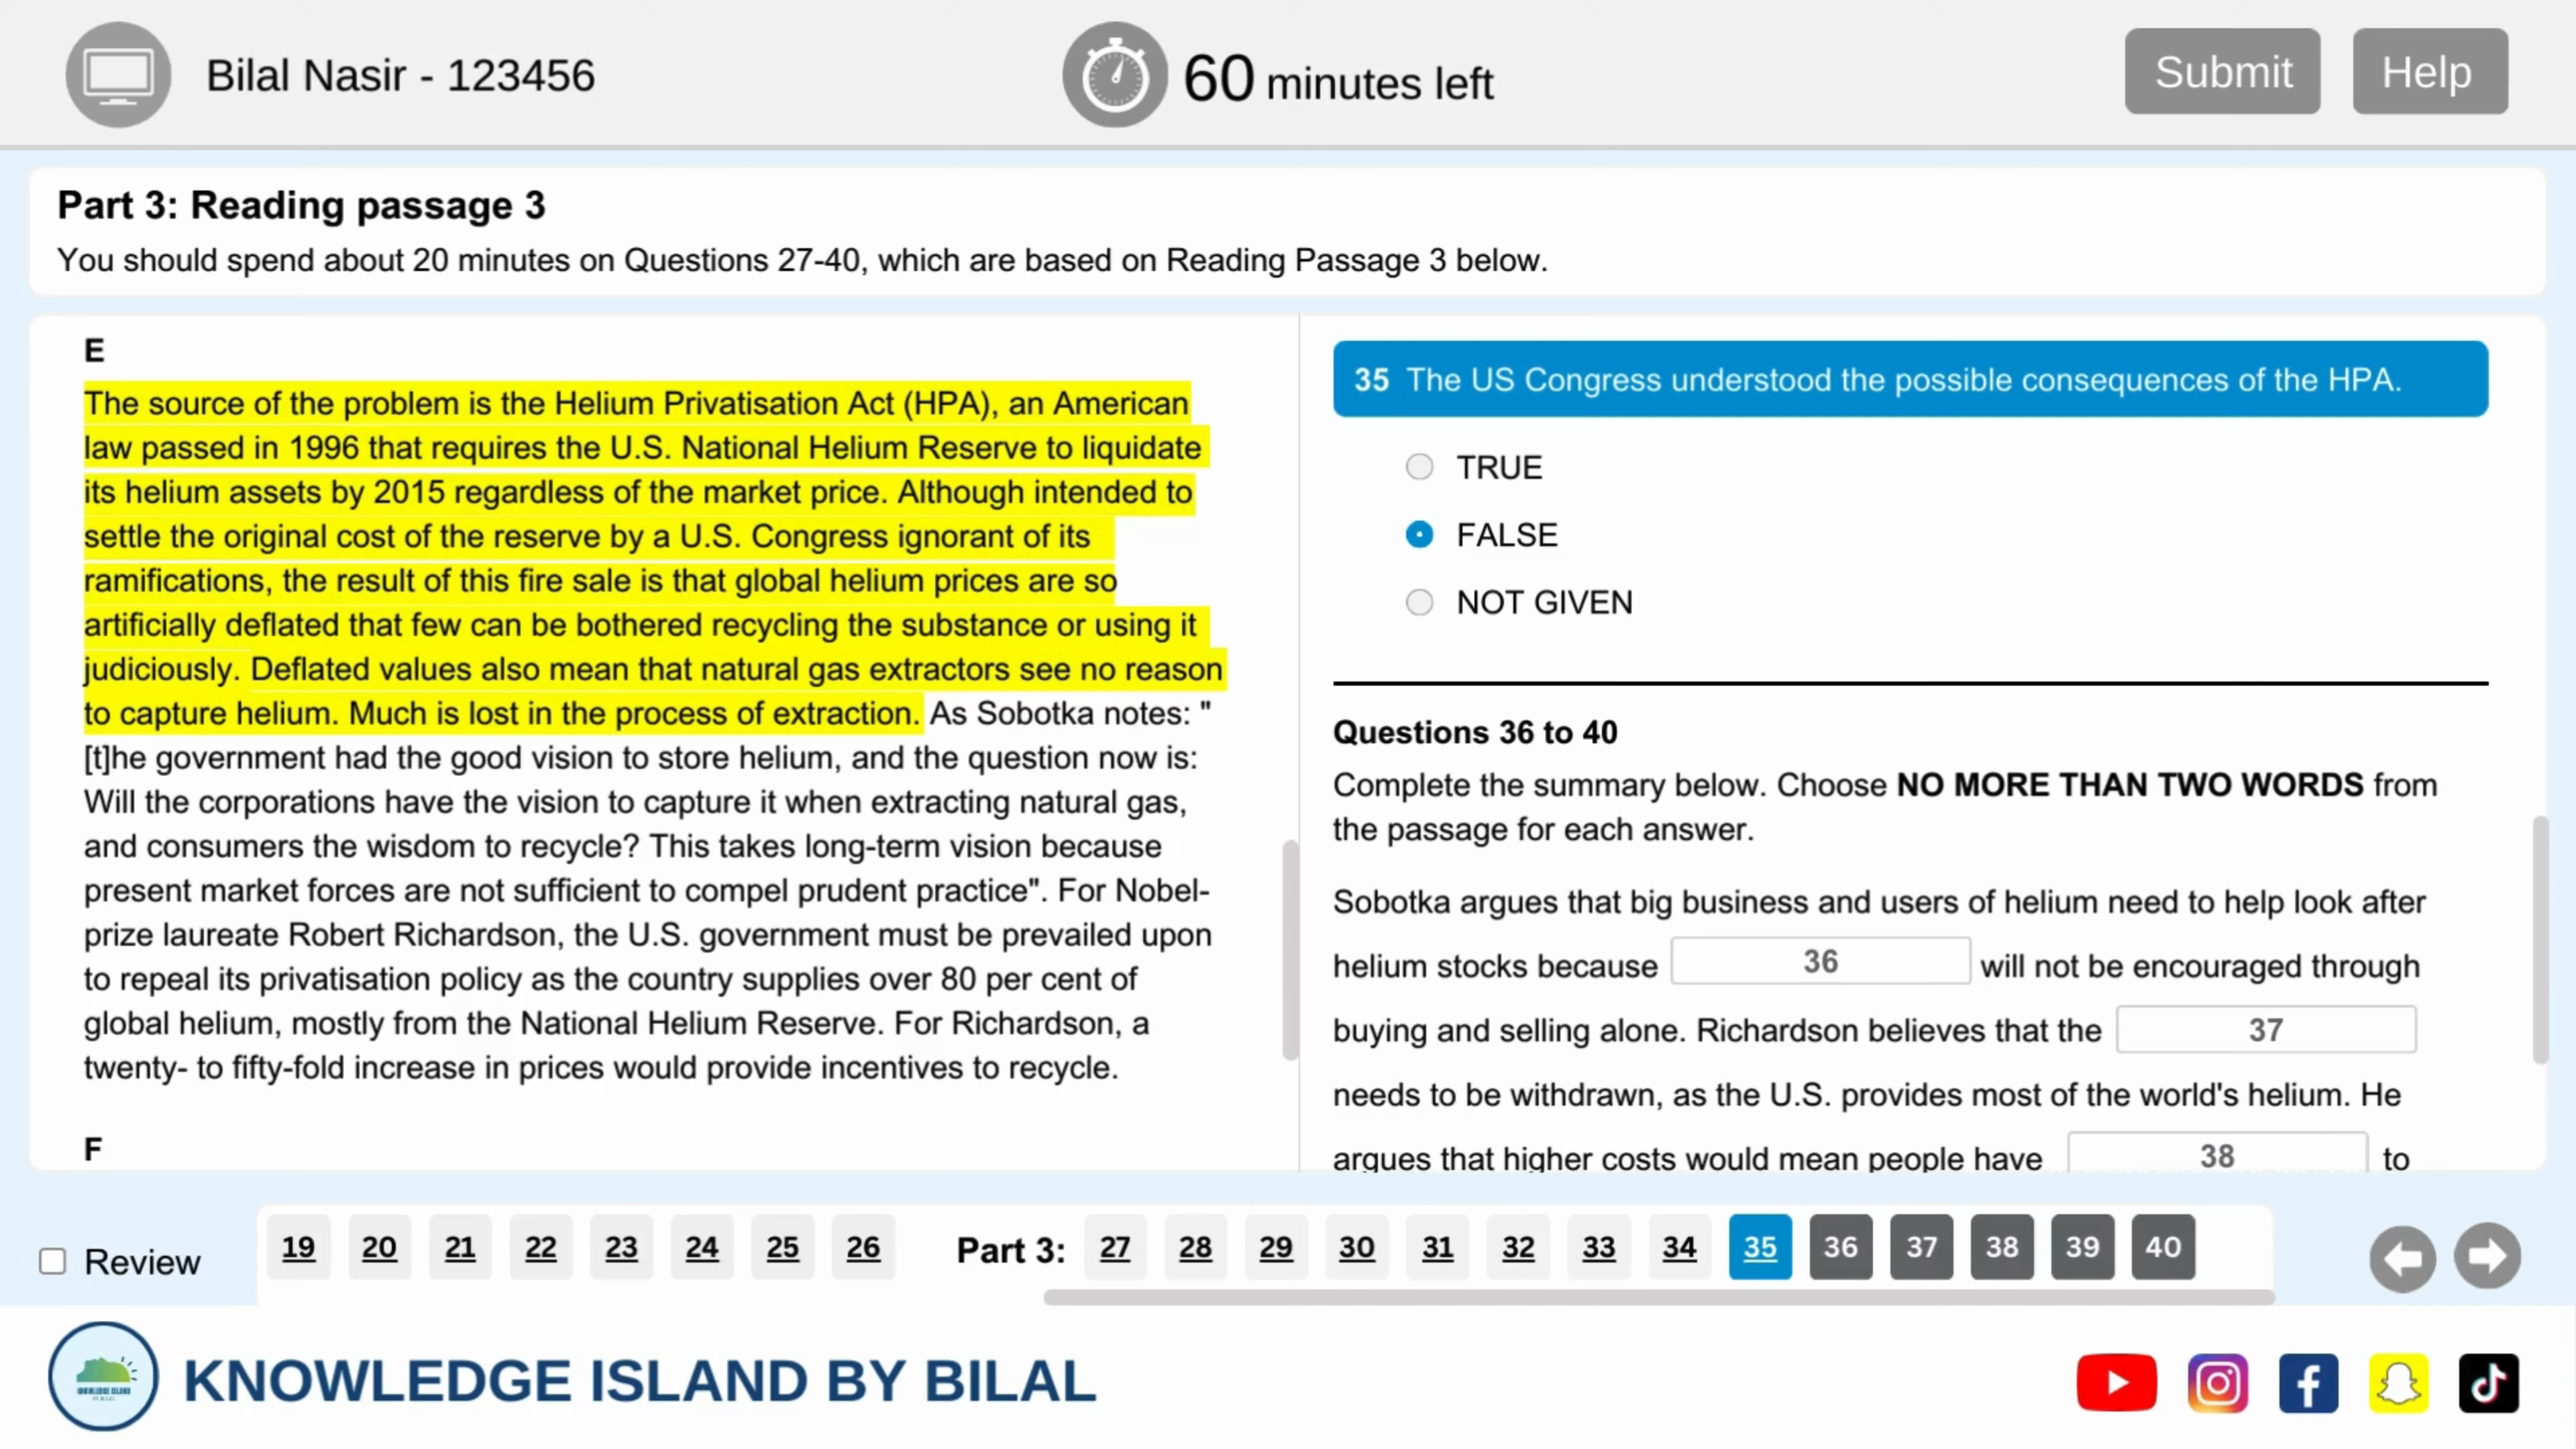 Bilal Nasir - 123456
60 minutes left
Submit
Help
Part 3: Reading passage 3
You should spend about 20 minutes on Questions 27-40, which are based on Reading Passage 3 below.
E
The source of the problem is the Helium Privatisation Act (HPA), an American
law passed in 1996 that requires the U.S. National Helium Reserve to liquidate
its helium assets by 2015 regardless of the market price. Although intended to
settle the original cost of the reserve by a U.S. Congress ignorant of its
ramifications, the result of this fire sale is that global helium prices are so
artificially deflated that few can be bothered recycling the substance or using it
judiciously. Deflated values also mean that natural gas extractors see no reason
to capture helium. Much is lost in the process of extraction. As Sobotka notes: "
[t]he government had the good vision to store helium, and the question now is:
Will the corporations have the vision to capture it when extracting natural gas,
and consumers the wisdom to recycle? This takes long-term vision because
present market forces are not sufficient to compel prudent practice". For Nobel-
prize laureate Robert Richardson, the U.S. government must be prevailed upon
to repeal its privatisation policy as the country supplies over 80 per cent of
global helium, mostly from the National Helium Reserve. For Richardson, a
twenty- to fifty-fold increase in prices would provide incentives to recycle.
F
35 The US Congress understood the possible consequences of the HPA.
TRUE
FALSE
NOT GIVEN
Questions 36 to 40
Complete the summary below. Choose NO MORE THAN TWO WORDS from
the passage for each answer.
Sobotka argues that big business and users of helium need to help look after
helium stocks because 36 will not be encouraged through
buying and selling alone. Richardson believes that the 37
needs to be withdrawn, as the U.S. provides most of the world's helium. He
argues that higher costs would mean people have 38 to
Review
19 20 21 22 23 24 25 26 Part 3: 27 28 29 30 31 32 33 34 35 36 37 38 39 40
KNOWLEDGE ISLAND BY BILAL
KNOWLEDGE ISLAND
BY BILAL